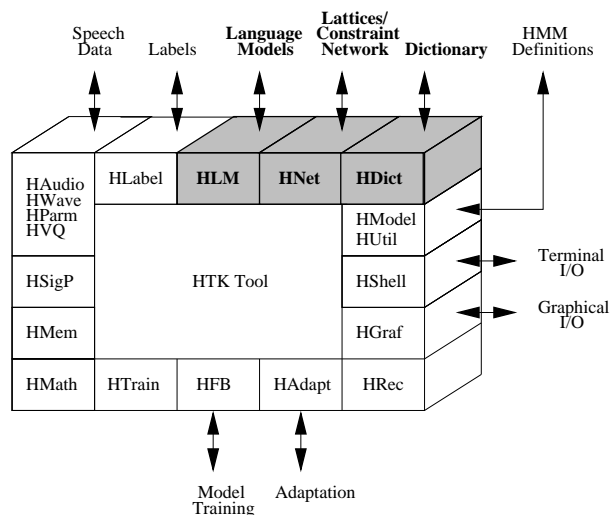 Speech
Data
Labels
Language
Models
Lattices/
Constraint
Network
Dictionary
HMM
Definitions
HAudio
HWave
HParm
HVQ
HLabel
HLM
HNet
HDict
HModel
HUtil
HSigP
HTK Tool
HShell
Terminal
I/O
HMem
HGraf
Graphical
I/O
HMath
HTrain
HFB
HAdapt
HRec
Model
Training
Adaptation